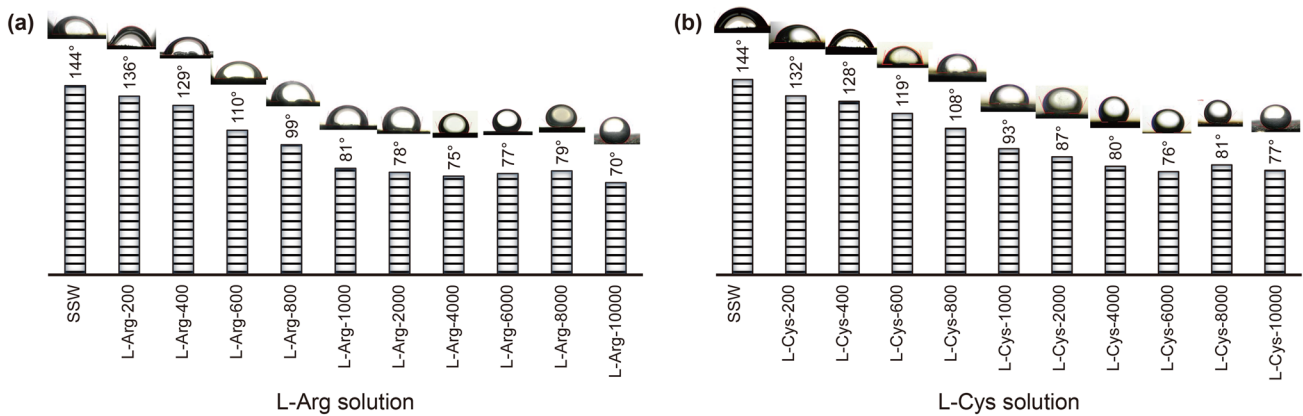 (a)
144°
136°
129°
110°
99°
81°
78°
75°
77°
79°
70°
SSW
L-Arg-200
L-Arg-400
L-Arg-600
L-Arg-800
L-Arg-1000
L-Arg-2000
L-Arg-4000
L-Arg-6000
L-Arg-8000
L-Arg-10000
L-Arg solution
(b)
144°
132°
128°
119°
108°
93°
87°
80°
76°
81°
77°
SSW
L-Cys-200
L-Cys-400
L-Cys-600
L-Cys-800
L-Cys-1000
L-Cys-2000
L-Cys-4000
L-Cys-6000
L-Cys-8000
L-Cys-10000
L-Cys solution